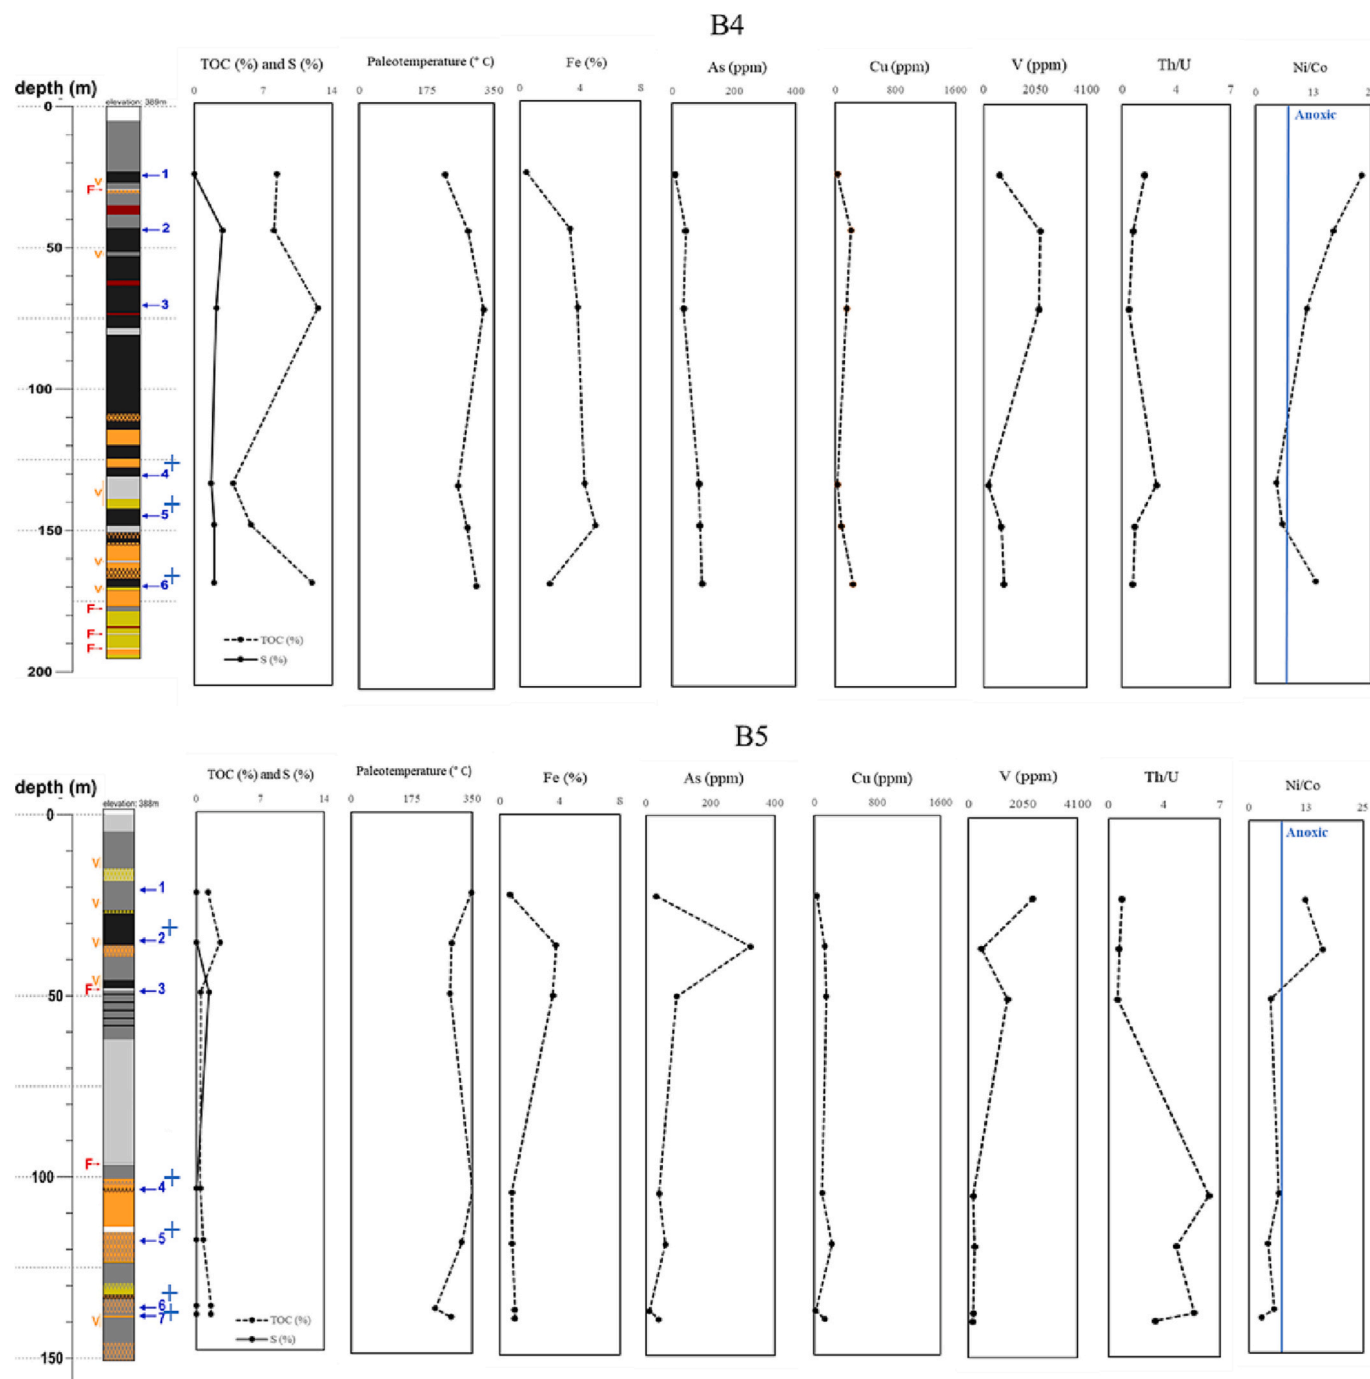 B4
TOC (%) and S (%)
Paleotemperature (° C)
Fe (%)
As (ppm)
Cu (ppm)
V (ppm)
Th/U
Ni/Co
depth (m)
elevation: 389m
0 7 14
0 175 350
0 4 8
0 200 400
0 800 1600
0 2050 4100
0 4 7
0 13
Anoxic
0
50
100
150
200
V
F
V
V
V
V
F
F
F
1
2
3
4
5
6
TOC (%)
S (%)
B5
TOC (%) and S (%)
Paleotemperature (° C)
Fe (%)
As (ppm)
Cu (ppm)
V (ppm)
Th/U
Ni/Co
depth (m)
elevation: 388m
0 7 14
0 175 350
0 4 8
0 200 400
0 800 1600
0 2050 4100
0 4 7
0 13 25
Anoxic
0
50
100
150
V
V
V
V
F
F
V
1
2
3
4
5
6
7
TOC (%)
S (%)